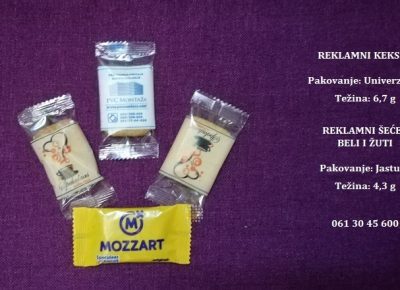 REKLAMNI KEKS
Pakovanje: Univerz
Težina: 6,7 g
REKLAMNI ŠEĆE
BELI I ŽUTI
Pakovanje: Jastu
Težina: 4,3 g
061 30 45 600
PVC MONTAŽA
M
MOZZART